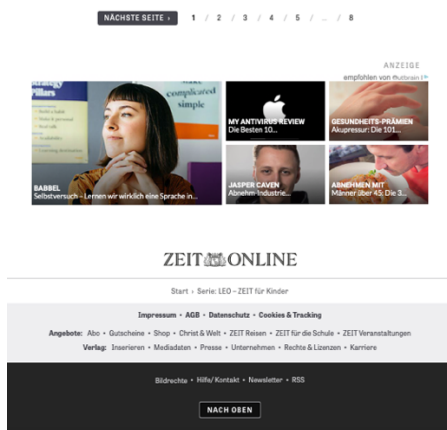 NÄCHSTE SEITE ›
1 / 2 / 3 / 4 / 5 / … / 8
ANZEIGE
empfohlen von
Strategy
Pillars
complicated
simple
BABBEL
Selbstversuch – Lernen wir wirklich eine Sprache in...
MY ANTIVIRUS REVIEW
Die Besten 10...
GESUNDHEITS-PRÄMIEN
Akupressur: Die 101...
JASPER CAVEN
Abnehm-Industrie...
ABNEHMEN MIT
Männer über 45: Die 3...
ZEIT ONLINE
Start › Serie: LEO – ZEIT für Kinder
Impressum • AGB • Datenschutz • Cookies & Tracking
Angebote: Abo • Gutscheine • Shop • Christ & Welt • ZEIT Reisen • ZEIT für die Schule • ZEIT Veranstaltungen
Verlag: Inserieren • Mediadaten • Presse • Unternehmen • Rechte & Lizenzen • Karriere
Bildrechte • Hilfe/ Kontakt • Newsletter • RSS
NACH OBEN